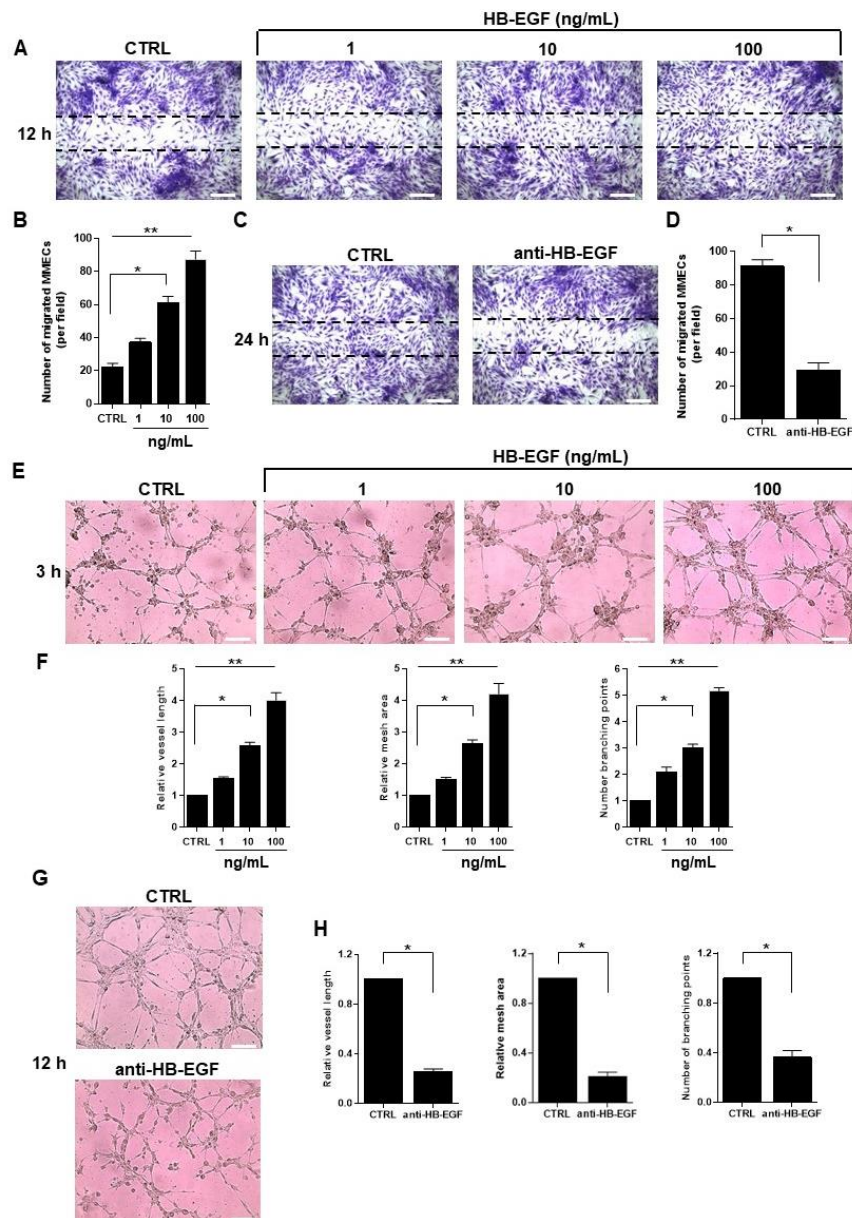 HB-EGF (ng/mL)
A CTRL 1 10 100
12 h
B
Number of migrated MMECs
(per field)
100
80
60
40
20
0
**
*
CTRL 1 10 100
ng/mL
C
CTRL anti-HB-EGF
24 h
D
Number of migrated MMECs
(per field)
100
80
60
40
20
0
*
CTRL anti-HB-EGF
HB-EGF (ng/mL)
E CTRL 1 10 100
3 h
F
Relative vessel length
5
4
3
2
1
0
**
*
CTRL 1 10 100
ng/mL
Relative mesh area
5
4
3
2
1
0
**
*
CTRL 1 10 100
ng/mL
Number branching points
6
5
4
3
2
1
0
**
*
CTRL 1 10 100
ng/mL
G
CTRL
12 h
anti-HB-EGF
H
Relative vessel length
1.2
0.8
0.4
0.0
*
CTRL anti-HB-EGF
Relative mesh area
1.2
0.8
0.4
0.0
*
CTRL anti-HB-EGF
Number of branching points
1.2
0.8
0.4
0.0
*
CTRL anti-HB-EGF